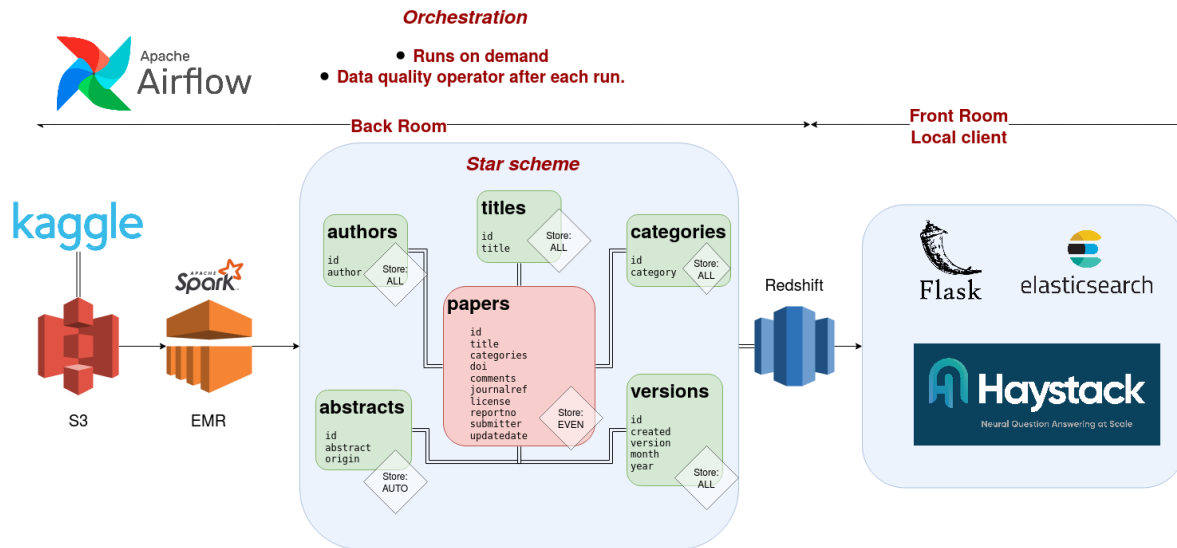 Orchestration
Apache
Airflow
● Runs on demand
● Data quality operator after each run.
Back Room
Front Room
Local client
Star scheme
kaggle
S3
APACHE
Spark
EMR
authors
id
author
Store:
ALL
titles
id
title
Store:
ALL
categories
id
category
Store:
ALL
papers
id
title
categories
doi
comments
journalref
license
reportno
submitter
updatedate
Store:
EVEN
abstracts
id
abstract
origin
Store:
AUTO
versions
id
created
version
month
year
Store:
ALL
Redshift
Flask
elasticsearch
Haystack
Neural Question Answering at Scale